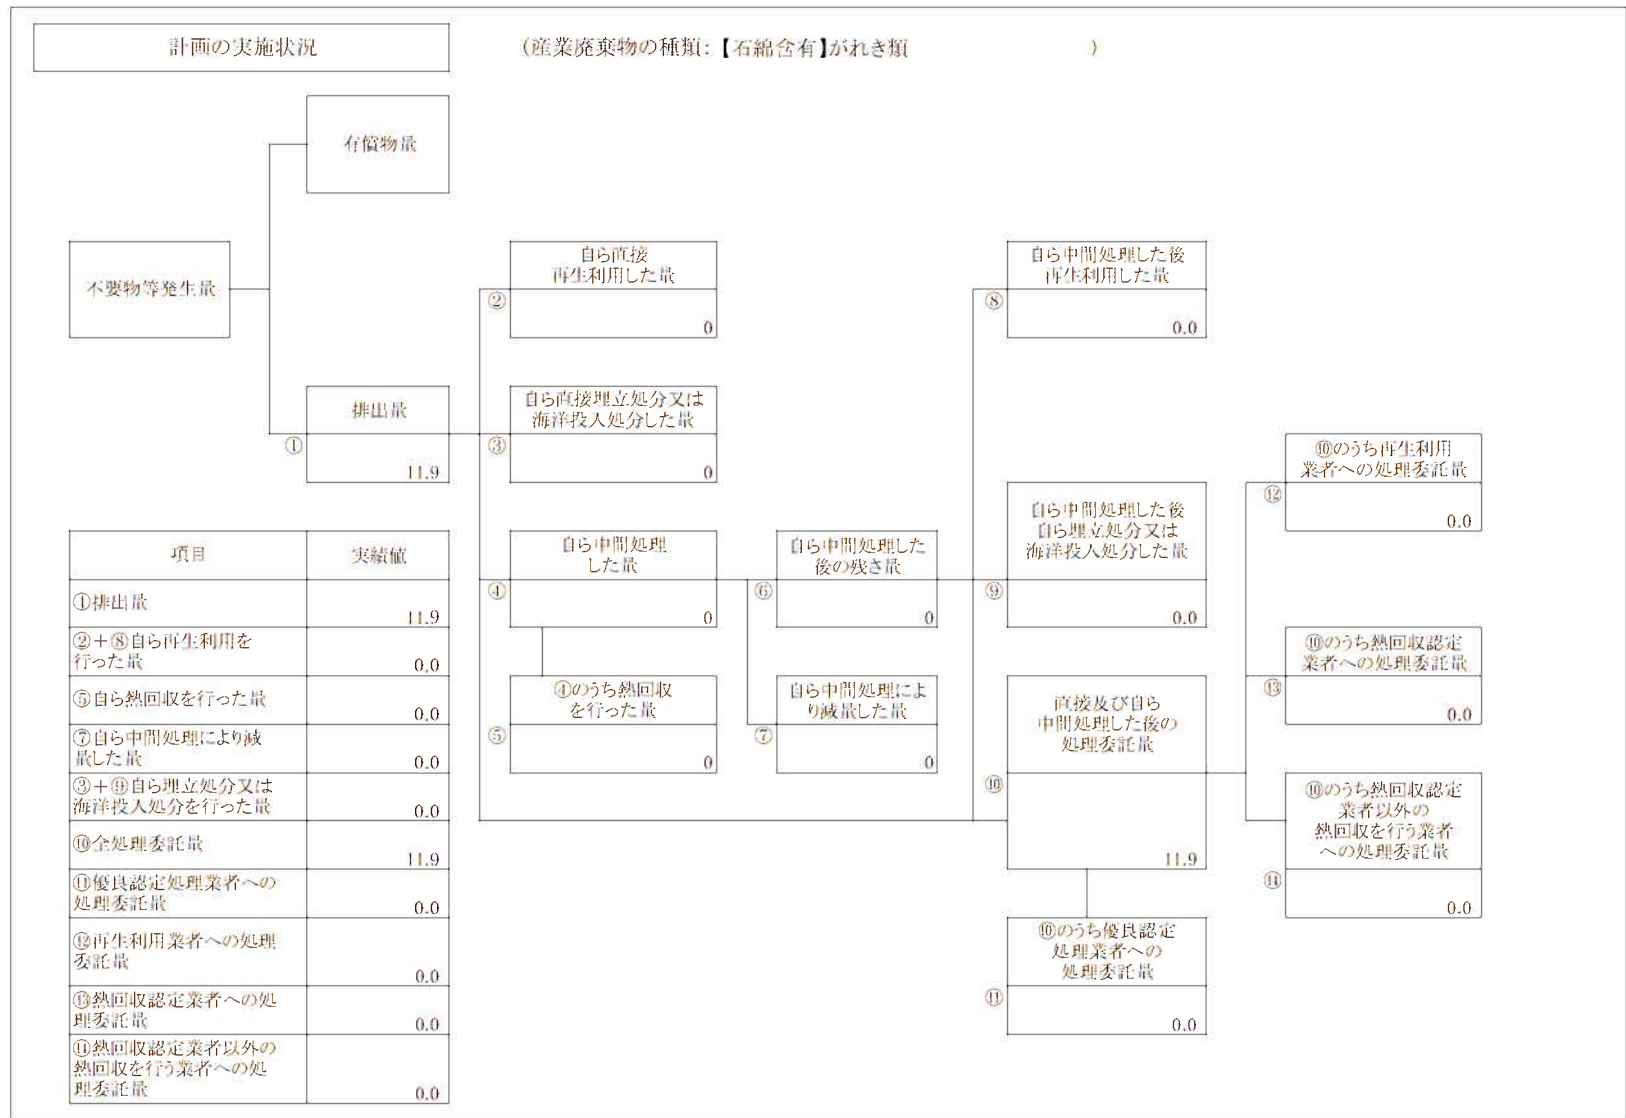 計画の実施状況
（産業廃棄物の種類：【石綿含有】がれき類　　　　）
有償物量
不要物等発生量
自ら直接
再生利用した量
②
0
自ら中間処理した後
再生利用した量
⑧
0.0
排出量
①
11.9
自ら直接埋立処分又は
海洋投入処分した量
③
0
⑩のうち再生利用
業者への処理委託量
⑫
0.0
自ら中間処理した後
自ら埋立処分又は
海洋投入処分した量
⑨
0.0
自ら中間処理
した量
④
0
自ら中間処理した
後の残さ量
⑥
0
⑩のうち熱回収認定
業者への処理委託量
⑬
0.0
④のうち熱回収
を行った量
⑤
0
自ら中間処理によ
り減量した量
⑦
0
直接及び自ら
中間処理した後の
処理委託量
⑩
11.9
⑩のうち熱回収認定
業者以外の
熱回収を行う業者
への処理委託量
⑭
0.0
⑩のうち優良認定
処理業者への
処理委託量
⑪
0.0
項目
実績値
①排出量
11.9
②＋⑧自ら再生利用を
行った量
0.0
⑤自ら熱回収を行った量
0.0
⑦自ら中間処理により減
量した量
0.0
③＋⑨自ら埋立処分又は
海洋投入処分を行った量
0.0
⑩全処理委託量
11.9
⑪優良認定処理業者への
処理委託量
0.0
⑫再生利用業者への処理
委託量
0.0
⑬熱回収認定業者への処
理委託量
0.0
⑭熱回収認定業者以外の
熱回収を行う業者への処
理委託量
0.0